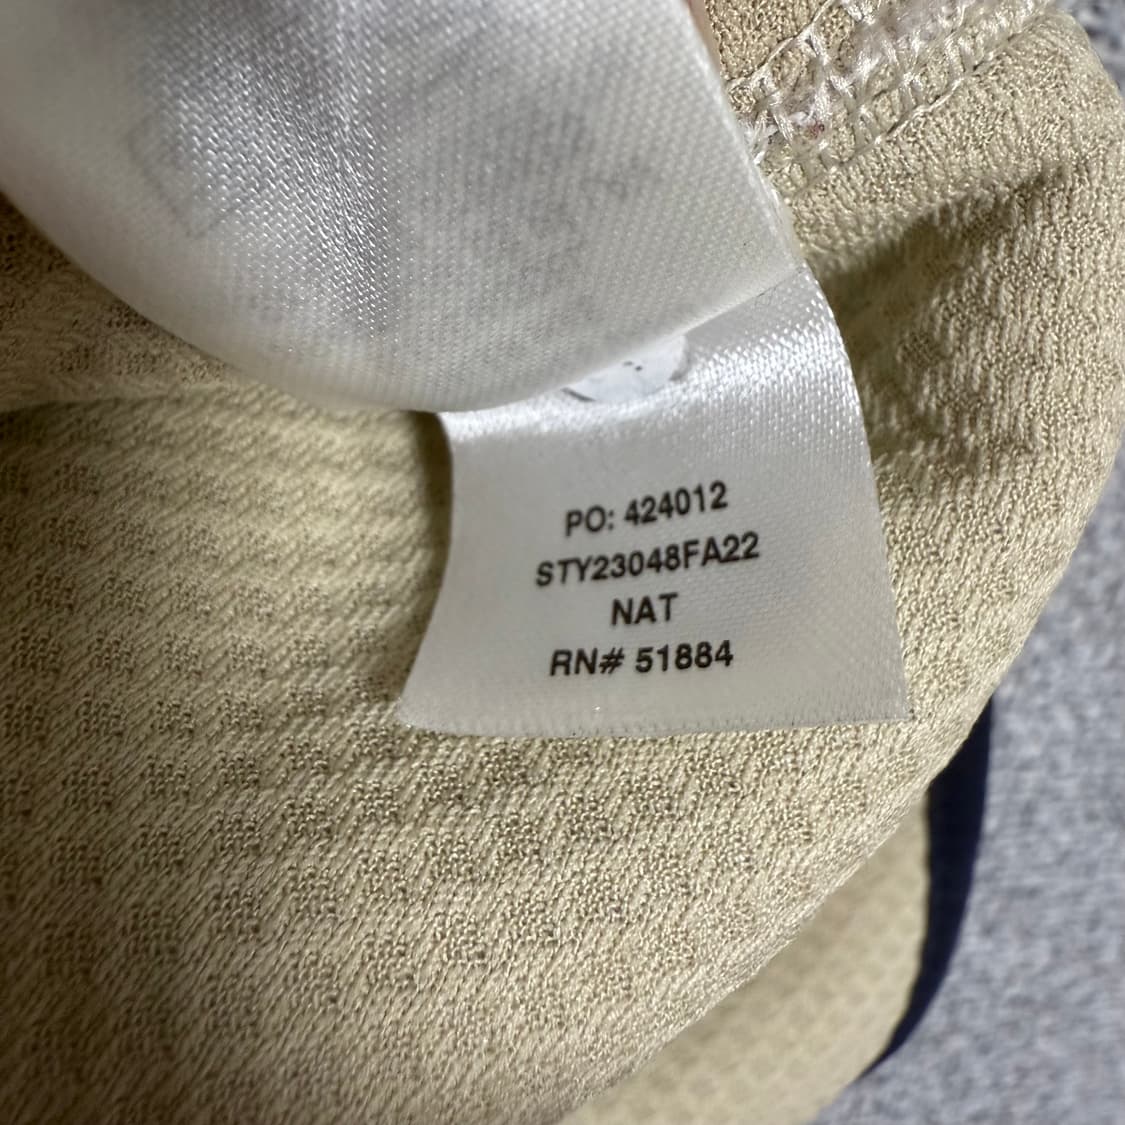 PO: 424012
STY23048FA22
NAT
RN# 51884